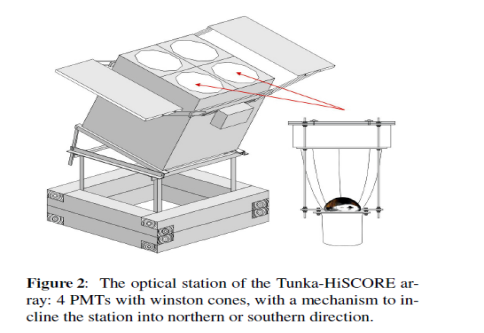 Figure 2: The optical station of the Tunka-HiSCORE ar-
ray: 4 PMTs with winston cones, with a mechanism to in-
cline the station into northern or southern direction.